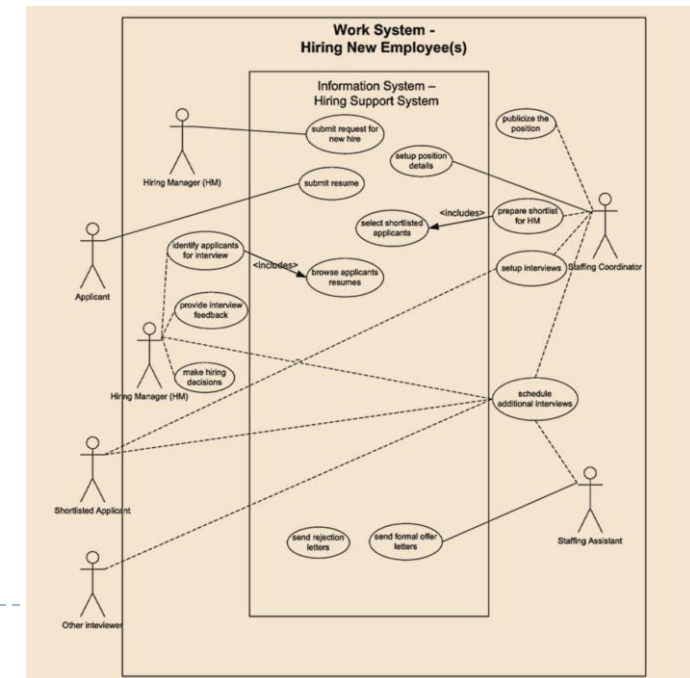 Work System -
Hiring New Employee(s)
Information System –
Hiring Support System
publicize the
position
submit request for
new hire
setup position
details
Hiring Manager (HM)
submit resume
<includes>
prepare shortlist
for HM
select shortlisted
applicants
identify applicants
for interview
<includes>
browse applicants
resumes
setup interviews
Staffing Coordinator
Applicant
provide interview
feedback
make hiring
decisions
Hiring Manager (HM)
schedule
additional interviews
Shortlisted Applicant
send rejection
letters
send formal offer
letters
Staffing Assistant
Other inteviewer